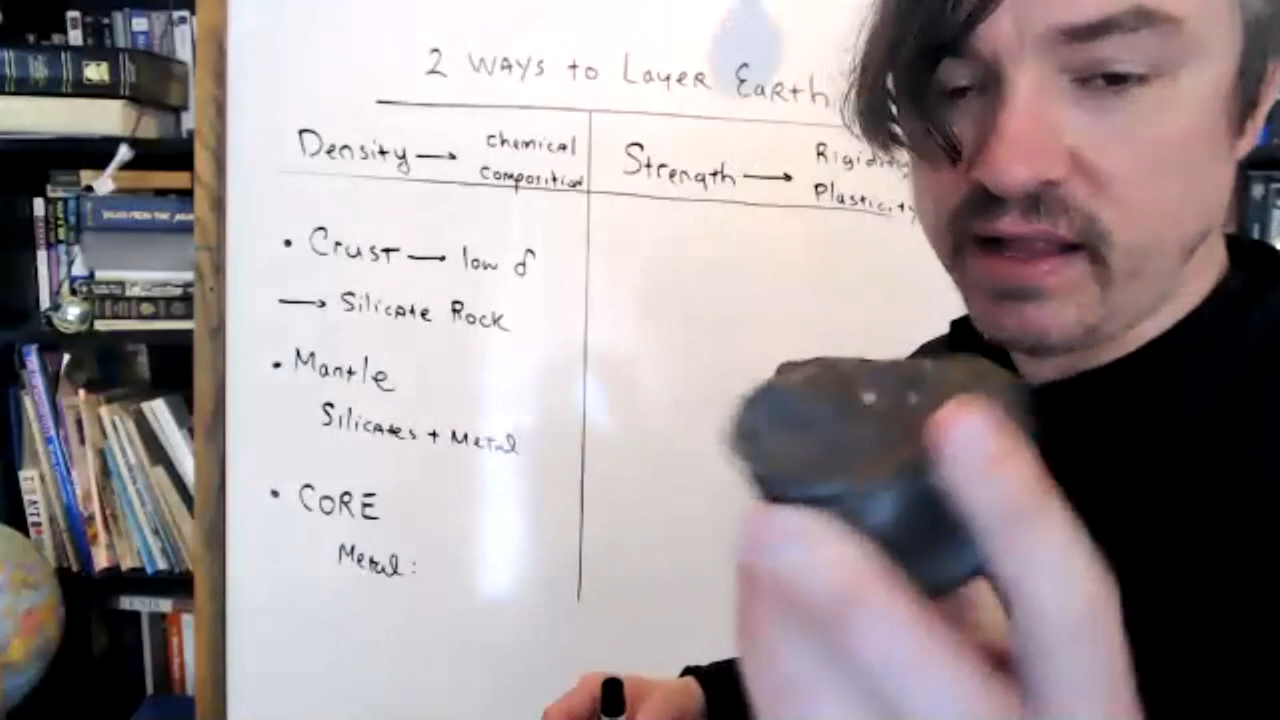 2 WAYS to Layer Earth
Density → chemical composition
Strength → Rigidity Plasticity
• Crust → low δ
→ Silicate Rock
• Mantle
Silicates + Metal
• CORE
Metal: